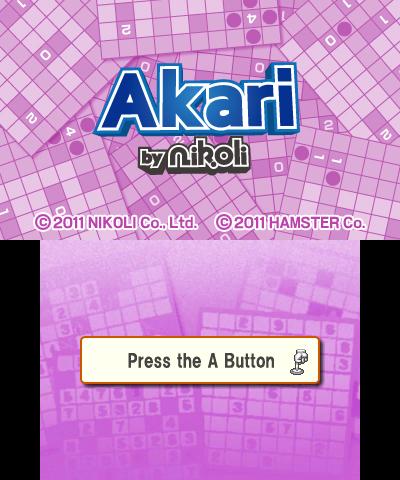 Akari
by nikoli
© 2011 NIKOLI Co., Ltd. © 2011 HAMSTER Co.
Press the A Button